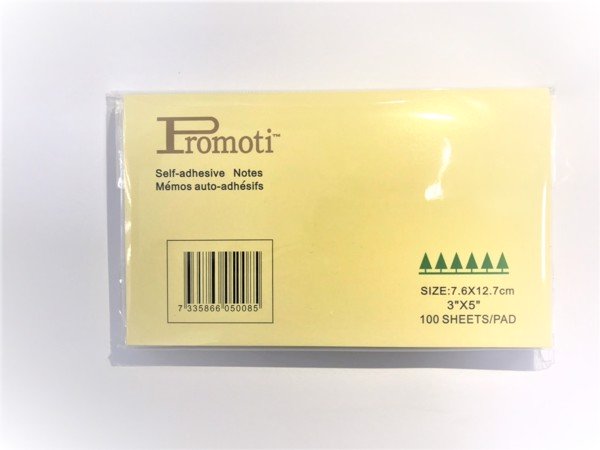 Promoti™
Self-adhesive Notes
Mémos auto-adhésifs
7 335866 050085
SIZE:7.6X12.7cm
3"X5"
100 SHEETS/PAD